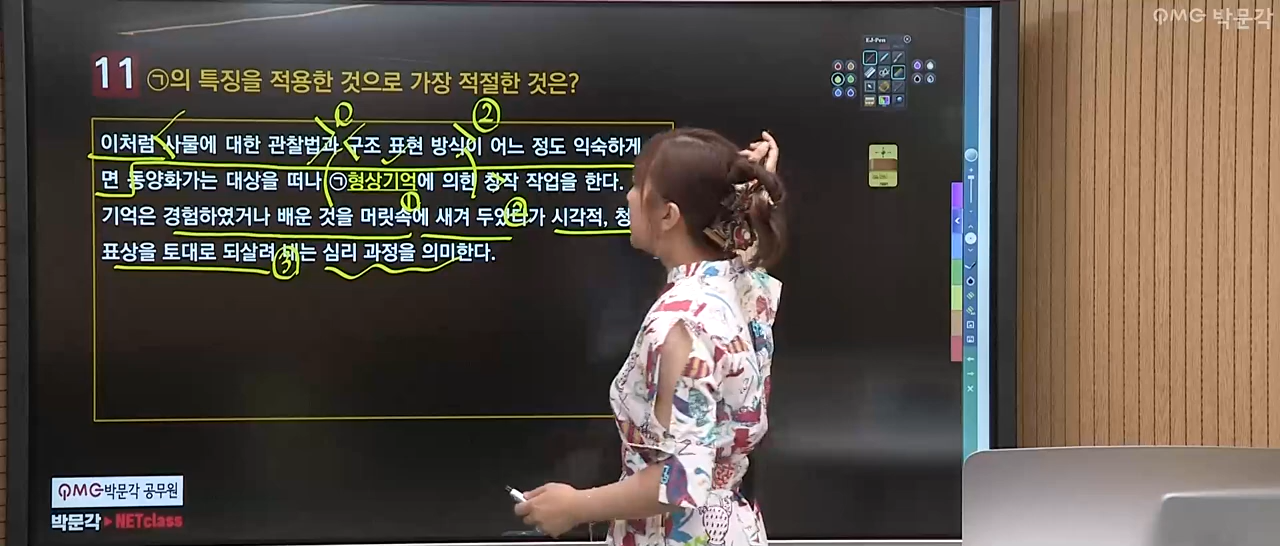 QMG 박문각
EJ-Pen
11 ㉠의 특징을 적용한 것으로 가장 적절한 것은?
① ②
이처럼 사물에 대한 관찰법과 구조 표현 방식이 어느 정도 익숙하게
면 동양화가는 대상을 떠나 ㉠형상기억에 의한 창작 작업을 한다.
① ②
기억은 경험하였거나 배운 것을 머릿속에 새겨 두었다가 시각적,
표상을 토대로 되살려 내는 심리 과정을 의미한다.
③
QMG박문각 공무원
박문각 NETclass